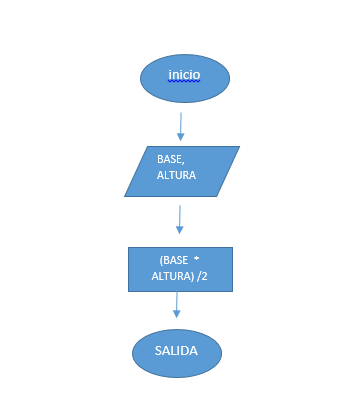 inicio
BASE,
ALTURA
(BASE *
ALTURA) /2
SALIDA